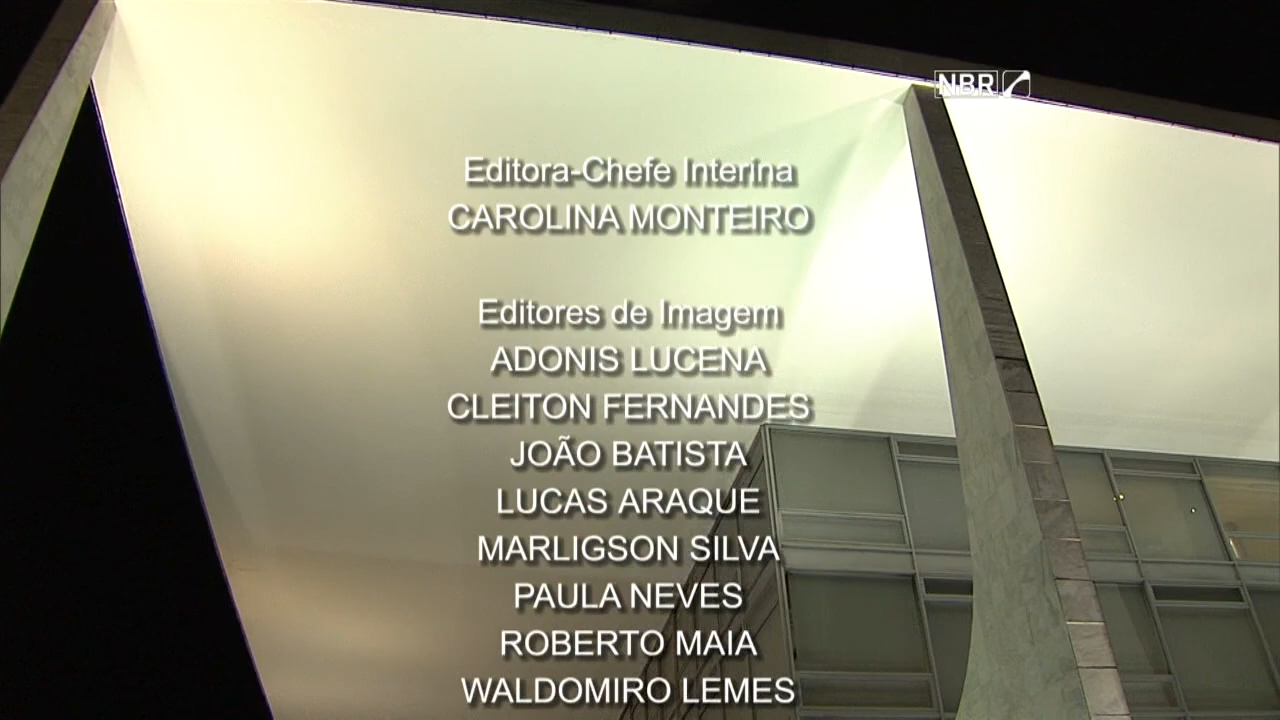 NBR
Editora-Chefe Interina
CAROLINA MONTEIRO
Editores de Imagem
ADONIS LUCENA
CLEITON FERNANDES
JOÃO BATISTA
LUCAS ARAQUE
MARLIGSON SILVA
PAULA NEVES
ROBERTO MAIA
WALDOMIRO LEMES